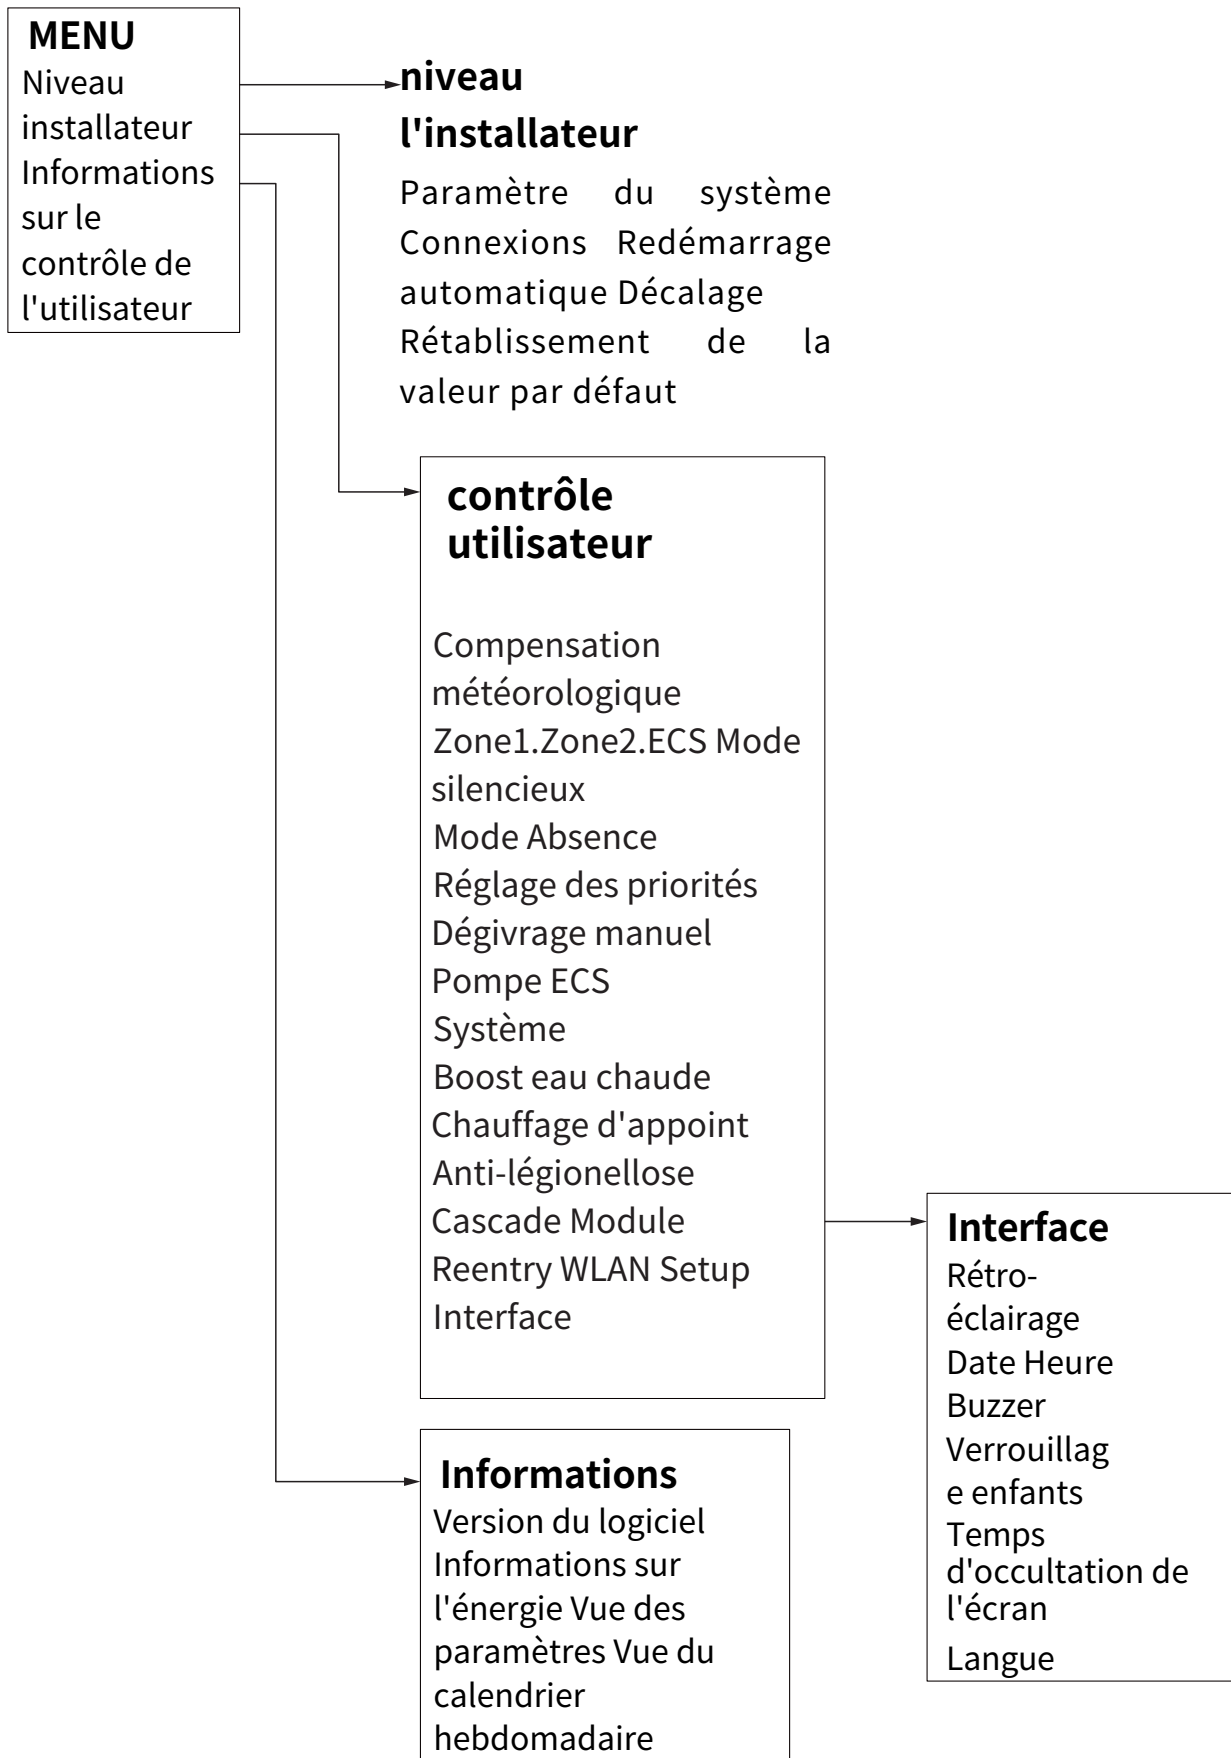 MENU
Niveau
installateur
Informations
sur le
contrôle de
l'utilisateur
niveau
l'installateur
Paramètre du système
Connexions Redémarrage
automatique Décalage
Rétablissement de la
valeur par défaut
contrôle
utilisateur
Compensation
météorologique
Zone1.Zone2.ECS Mode
silencieux
Mode Absence
Réglage des priorités
Dégivrage manuel
Pompe ECS
Système
Boost eau chaude
Chauffage d'appoint
Anti-légionellose
Cascade Module
Reentry WLAN Setup
Interface
Interface
Rétro-
éclairage
Date Heure
Buzzer
Verrouillag
e enfants
Temps
d'occultation de
l'écran
Langue
Informations
Version du logiciel
Informations sur
l'énergie Vue des
paramètres Vue du
calendrier
hebdomadaire